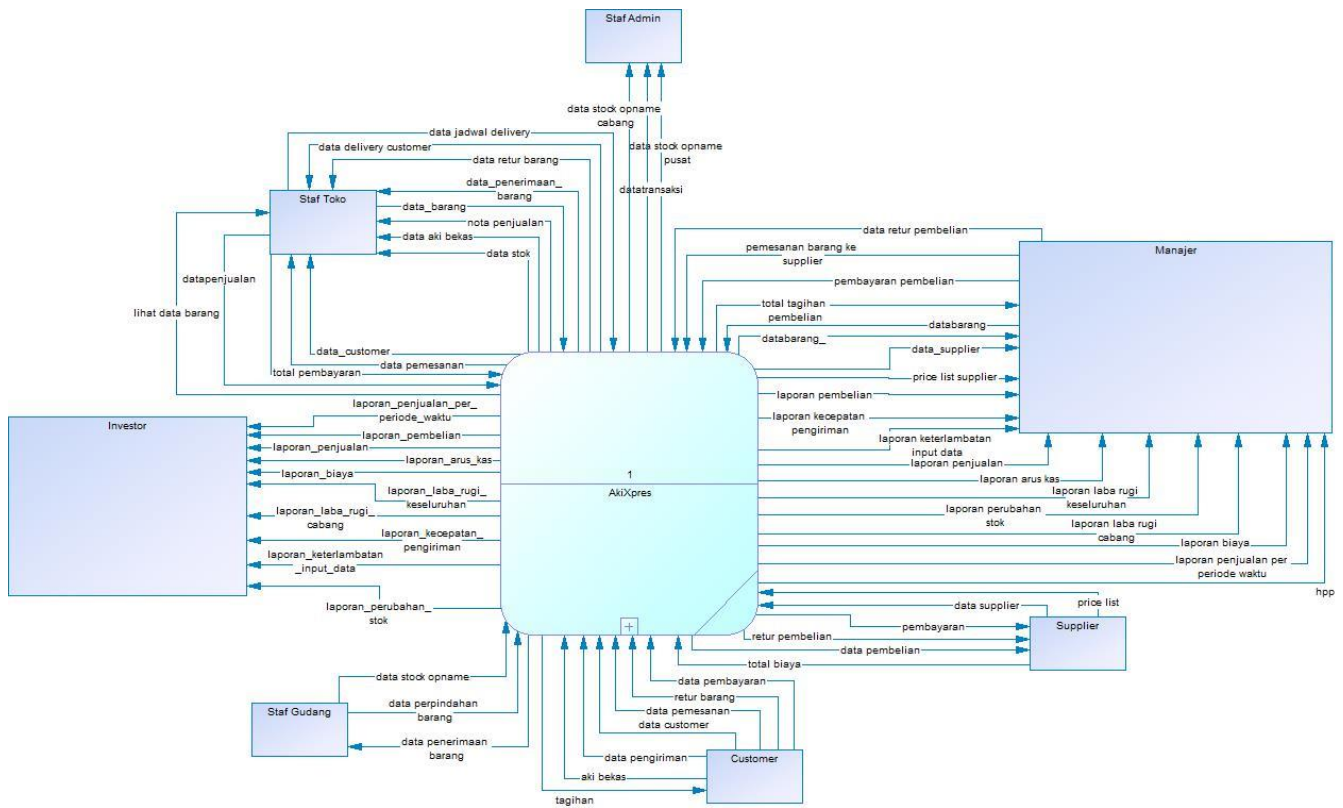 Staf Admin
data stock opname
cabang
data stock opname
pusat
datatransaksi
data jadwal delivery
data delivery customer
data retur barang
data_penerimaan_
barang
Staf Toko
data_barang
nota penjualan
data aki bekas
data stok
datapenjualan
lihat data barang
data_customer
data pemesanan
total pembayaran
data retur pembelian
pemesanan barang ke
supplier
Manajer
pembayaran pembelian
total tagihan
pembelian
databarang
databarang_
data_supplier
price list supplier
laporan pembelian
laporan kecepatan
pengiriman
laporan keterlambatan
input data
laporan penjualan
laporan arus kas
laporan laba rugi
keseluruhan
laporan perubahan
stok
laporan laba rugi
cabang
laporan biaya
laporan penjualan per
periode waktu
hpp
Investor
laporan_penjualan_per_
periode_waktu
laporan_pembelian
laporan_penjualan
laporan_arus_kas
laporan_biaya
laporan_laba_rugi_
keseluruhan
laporan_laba_rugi_
cabang
laporan_kecepatan_
pengiriman
laporan_keterlambatan
_input_data
laporan_perubahan_
stok
1
AkiXpres
price list
data supplier
Supplier
pembayaran
retur pembelian
data pembelian
total biaya
data stock opname
Staf Gudang
data perpindahan
barang
data penerimaan
barang
data pembayaran
retur barang
data pemesanan
data customer
data pengiriman
Customer
aki bekas
tagihan